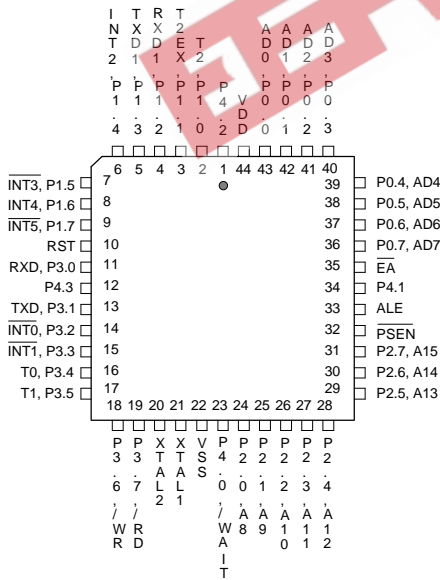 INT2, P1.4
TXD1, P1.3
RXD1, P1.2
T2EX, P1.1
T2, P1.0
P4.2
VDD
AD0, P0.0
AD1, P0.1
AD2, P0.2
AD3, P0.3
6 5 4 3 2 1 44 43 42 41 40
INT3, P1.5 7
INT4, P1.6 8
INT5, P1.7 9
RST 10
RXD, P3.0 11
P4.3 12
TXD, P3.1 13
INT0, P3.2 14
INT1, P3.3 15
T0, P3.4 16
T1, P3.5 17
39 P0.4, AD4
38 P0.5, AD5
37 P0.6, AD6
36 P0.7, AD7
35 EA
34 P4.1
33 ALE
32 PSEN
31 P2.7, A15
30 P2.6, A14
29 P2.5, A13
18 19 20 21 22 23 24 25 26 27 28
P3.6, /WR
P3.7, /RD
XTAL2
XTAL1
VSS
P4.0, /WAIT
P2.0, A8
P2.1, A9
P2.2, A10
P2.3, A11
P2.4, A12